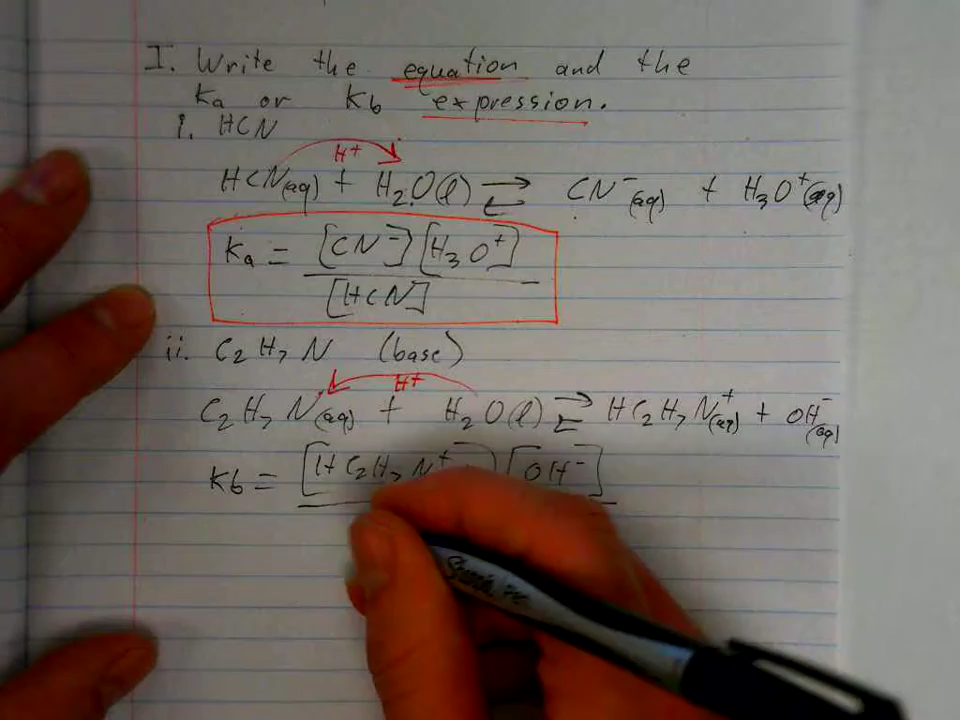 I. Write the equation and the
Ka or Kb expression.
i. HCN
H+
HCN(aq) + H2O(l) ⇌ CN-(aq) + H3O+(aq)
Ka = [CN-][H3O+]
[HCN]
ii. C2H7N (base)
H+
C2H7N(aq) + H2O(l) ⇌ HC2H7N+(aq) + OH-(aq)
Kb = [HC2H7N+][OH-]